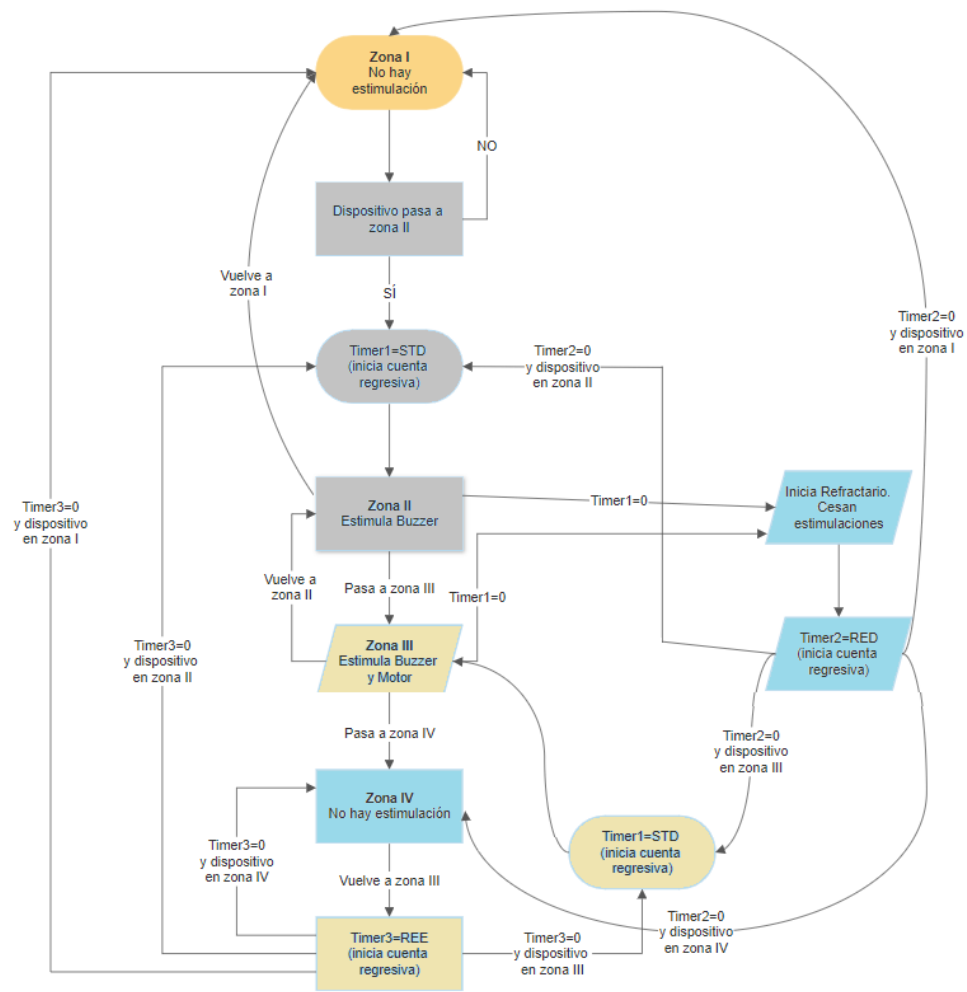 Zona I
No hay
estimulación
NO
Dispositivo pasa a
zona II
Vuelve a
zona I
SÍ
Timer2=0
y dispositivo
en zona I
Timer1=STD
(inicia cuenta
regresiva)
Timer2=0
y dispositivo
en zona II
Timer3=0
y dispositivo
en zona I
Zona II
Estimula Buzzer
Timer1=0
Inicia Refractario.
Cesan
estimulaciones
Vuelve a
zona II
Pasa a zona III
Timer1=0
Timer3=0
y dispositivo
en zona II
Zona III
Estimula Buzzer
y Motor
Timer2=RED
(inicia cuenta
regresiva)
Pasa a zona IV
Timer2=0
y dispositivo
en zona III
Zona IV
No hay estimulación
Timer3=0
y dispositivo
en zona IV
Timer1=STD
(inicia cuenta
regresiva)
Vuelve a zona III
Timer2=0
y dispositivo
en zona IV
Timer3=REE
(inicia cuenta
regresiva)
Timer3=0
y dispositivo
en zona III